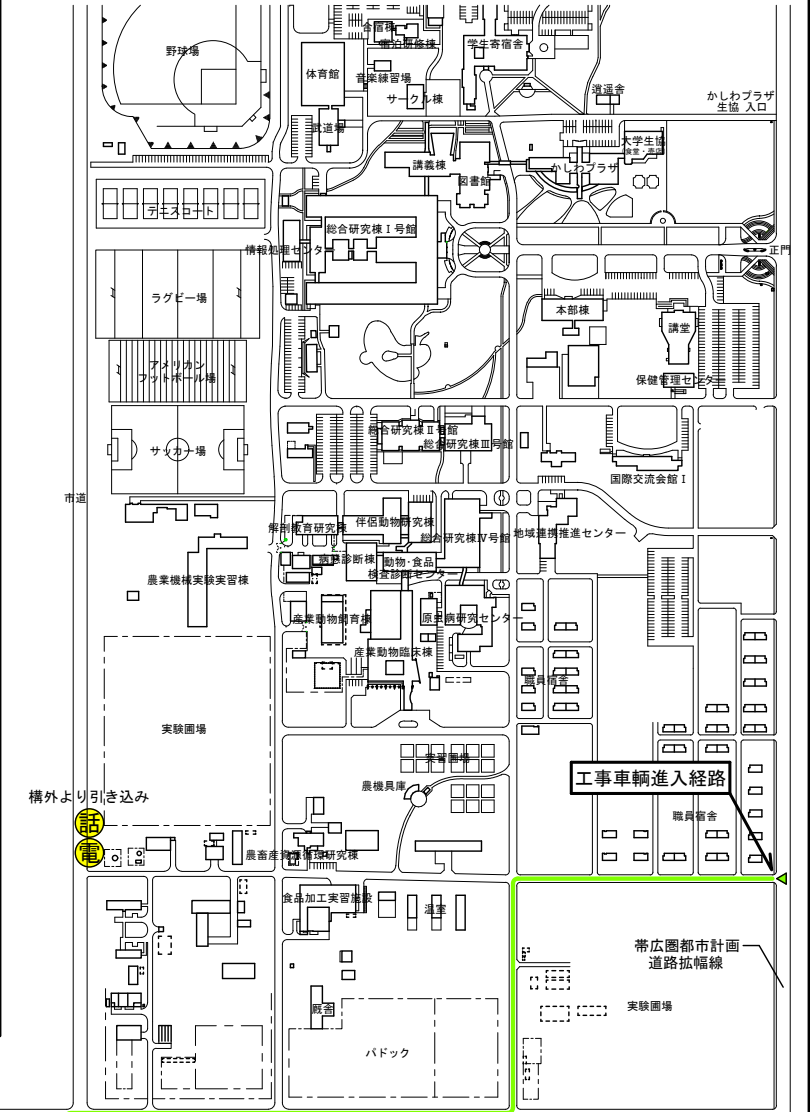 合宿棟
宿泊研修棟
学生寄宿舎
野球場
体育館
音楽練習場
サークル棟
逍遥舎
かしわプラザ
生協 入口
武道場
大学生協
(食堂・売店)
講義棟
図書館
かしわプラザ
テニスコート
総合研究棟Ⅰ号館
情報処理センター
正門
ラグビー場
本部棟
講堂
アメリカン
フットボール場
保健管理センター
サッカー場
総合研究棟Ⅱ号館
総合研究棟Ⅲ号館
国際交流会館Ⅰ
市道
解剖教育研究棟
伴侶動物研究棟
総合研究棟Ⅳ号館
地域連携推進センター
病態診断棟
動物・食品
検査診断センター
農業機械実験実習棟
産業動物飼育棟
原虫病研究センター
産業動物臨床棟
職員宿舎
実験圃場
実習圃場
農機具庫
工事車輌進入経路
構外より引き込み
話
電
職員宿舎
農畜産資源循環研究棟
食品加工実習施設
温室
帯広圏都市計画
道路拡幅線
実験圃場
厩舎
パドック